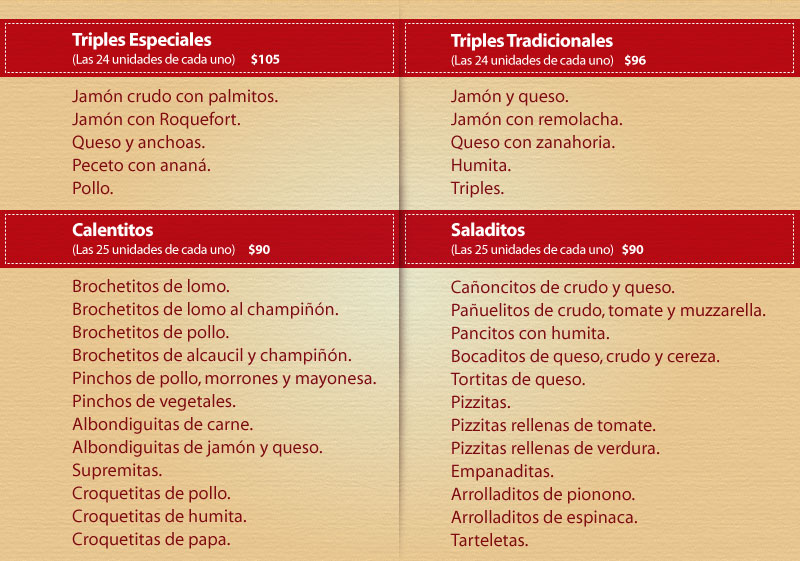 Triples Especiales
(Las 24 unidades de cada uno) $105
Jamón crudo con palmitos.
Jamón con Roquefort.
Queso y anchoas.
Peceto con ananá.
Pollo.
Triples Tradicionales
(Las 24 unidades de cada uno) $96
Jamón y queso.
Jamón con remolacha.
Queso con zanahoria.
Humita.
Triples.
Calentitos
(Las 25 unidades de cada uno) $90
Brochetitos de lomo.
Brochetitos de lomo al champiñón.
Brochetitos de pollo.
Brochetitos de alcaucil y champiñón.
Pinchos de pollo, morrones y mayonesa.
Pinchos de vegetales.
Albondiguitas de carne.
Albondiguitas de jamón y queso.
Supremitas.
Croquetitas de pollo.
Croquetitas de humita.
Croquetitas de papa.
Saladitos
(Las 25 unidades de cada uno) $90
Cañoncitos de crudo y queso.
Pañuelitos de crudo, tomate y muzzarella.
Pancitos con humita.
Bocaditos de queso, crudo y cereza.
Tortitas de queso.
Pizzitas.
Pizzitas rellenas de tomate.
Pizzitas rellenas de verdura.
Empanaditas.
Arrolladitos de pionono.
Arrolladitos de espinaca.
Tarteletas.